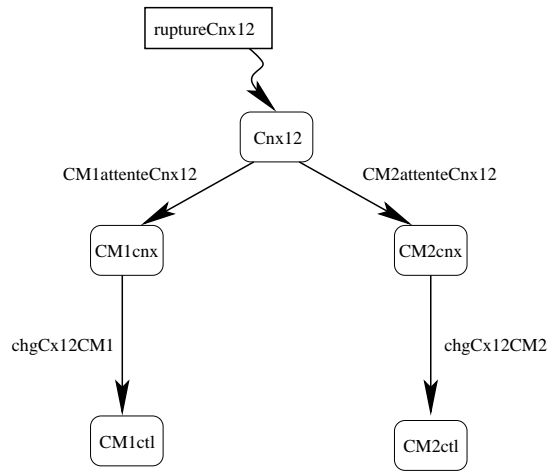 ruptureCnx12
Cnx12
CM1attenteCnx12
CM2attenteCnx12
CM1cnx
CM2cnx
chgCx12CM1
chgCx12CM2
CM1ctl
CM2ctl